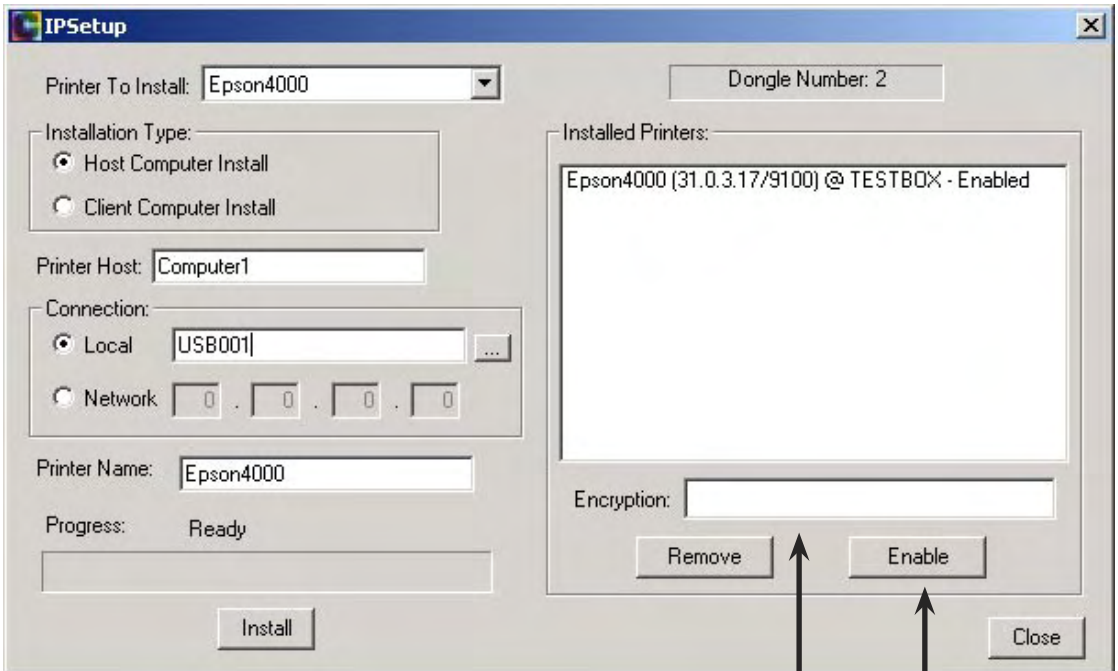 IPSetup
Printer To Install: Epson4000
Dongle Number: 2
Installation Type:
Host Computer Install
Client Computer Install
Printer Host: Computer1
Connection:
Local USB001 ...
Network 0 . 0 . 0 . 0
Printer Name: Epson4000
Progress: Ready
Install
Installed Printers:
Epson4000 (31.0.3.17/9100) @ TESTBOX - Enabled
Encryption:
Remove Enable
Close